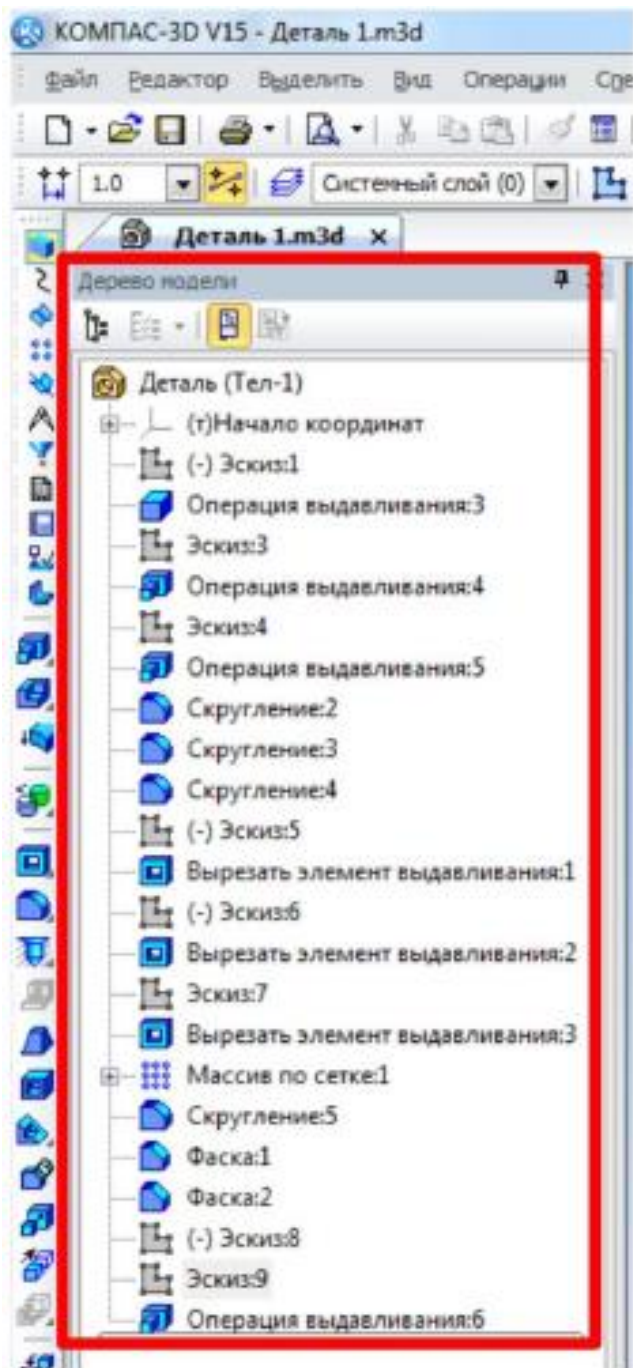 КОМПАС-3D V15 - Деталь 1.m3d
Файл Редактор Выделить Вид Операции Спе
1.0 Системный слой (0)
Деталь 1.m3d
Дерево модели
Деталь (Тел-1)
(т)Начало координат
(-) Эскиз:1
Операция выдавливания:3
Эскиз:3
Операция выдавливания:4
Эскиз:4
Операция выдавливания:5
Скругление:2
Скругление:3
Скругление:4
(-) Эскиз:5
Вырезать элемент выдавливания:1
(-) Эскиз:6
Вырезать элемент выдавливания:2
Эскиз:7
Вырезать элемент выдавливания:3
Массив по сетке:1
Скругление:5
Фаска:1
Фаска:2
(-) Эскиз:8
Эскиз:9
Операция выдавливания:6